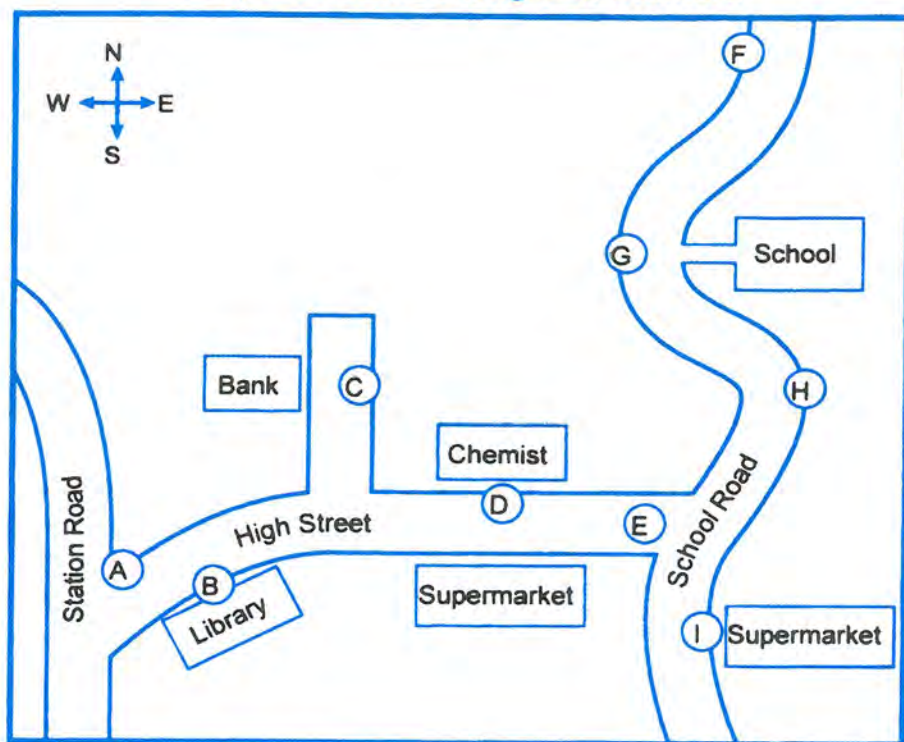 N
W E
S
F
G
School
Bank
C
H
Chemist
D
High Street
E
School Road
Station Road
A
B
Library
Supermarket
I
Supermarket